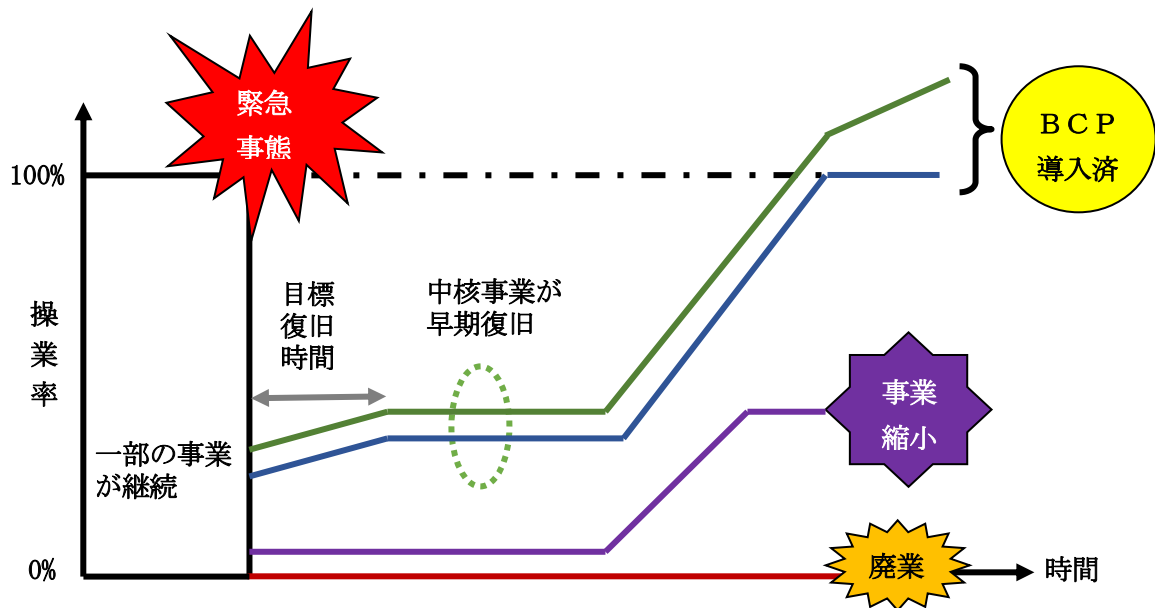 緊急
事態
ＢＣＰ
導入済
100%
操
業
率
目標
復旧
時間
中核事業が
早期復旧
一部の事業
が継続
事業
縮小
0%
廃業
時間